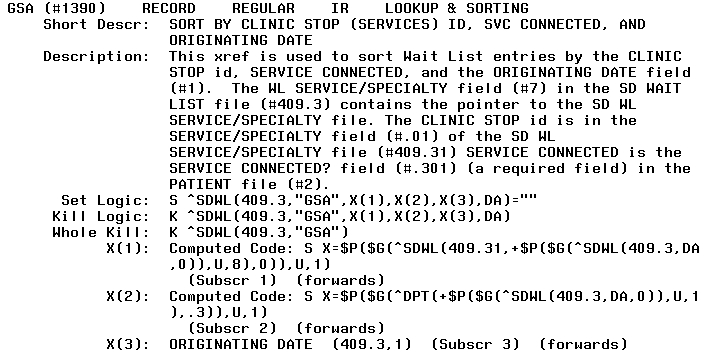 GSA (#1390)    RECORD    REGULAR    IR    LOOKUP & SORTING
Short Descr:  SORT BY CLINIC STOP (SERVICES) ID, SVC CONNECTED, AND
ORIGINATING DATE
Description:  This xref is used to sort Wait List entries by the CLINIC
STOP id, SERVICE CONNECTED, and the ORIGINATING DATE field
(#1).  The WL SERVICE/SPECIALTY field (#7) in the SD WAIT
LIST file (#409.3) contains the pointer to the SD WL
SERVICE/SPECIALTY file. The CLINIC STOP id is in the
SERVICE/SPECIALTY field (#.01) of the SD WL
SERVICE/SPECIALTY file (#409.31) SERVICE CONNECTED is the
SERVICE CONNECTED? field (#.301) (a required field) in the
PATIENT file (#2).
Set Logic:  S ^SDWL(409.3,"GSA",X(1),X(2),X(3),DA)=""
Kill Logic:  K ^SDWL(409.3,"GSA",X(1),X(2),X(3),DA)
Whole Kill:  K ^SDWL(409.3,"GSA")
X(1):  Computed Code: S X=$P($G(^SDWL(409.31,+$P($G(^SDWL(409.3,DA
,0)),U,8),0)),U,1)
(Subscr 1)  (forwards)
X(2):  Computed Code: S X=$P($G(^DPT(+$P($G(^SDWL(409.3,DA,0)),U,1
),.3)),U,1)
(Subscr 2)  (forwards)
X(3):  ORIGINATING DATE  (409.3,1)  (Subscr 3)  (forwards)